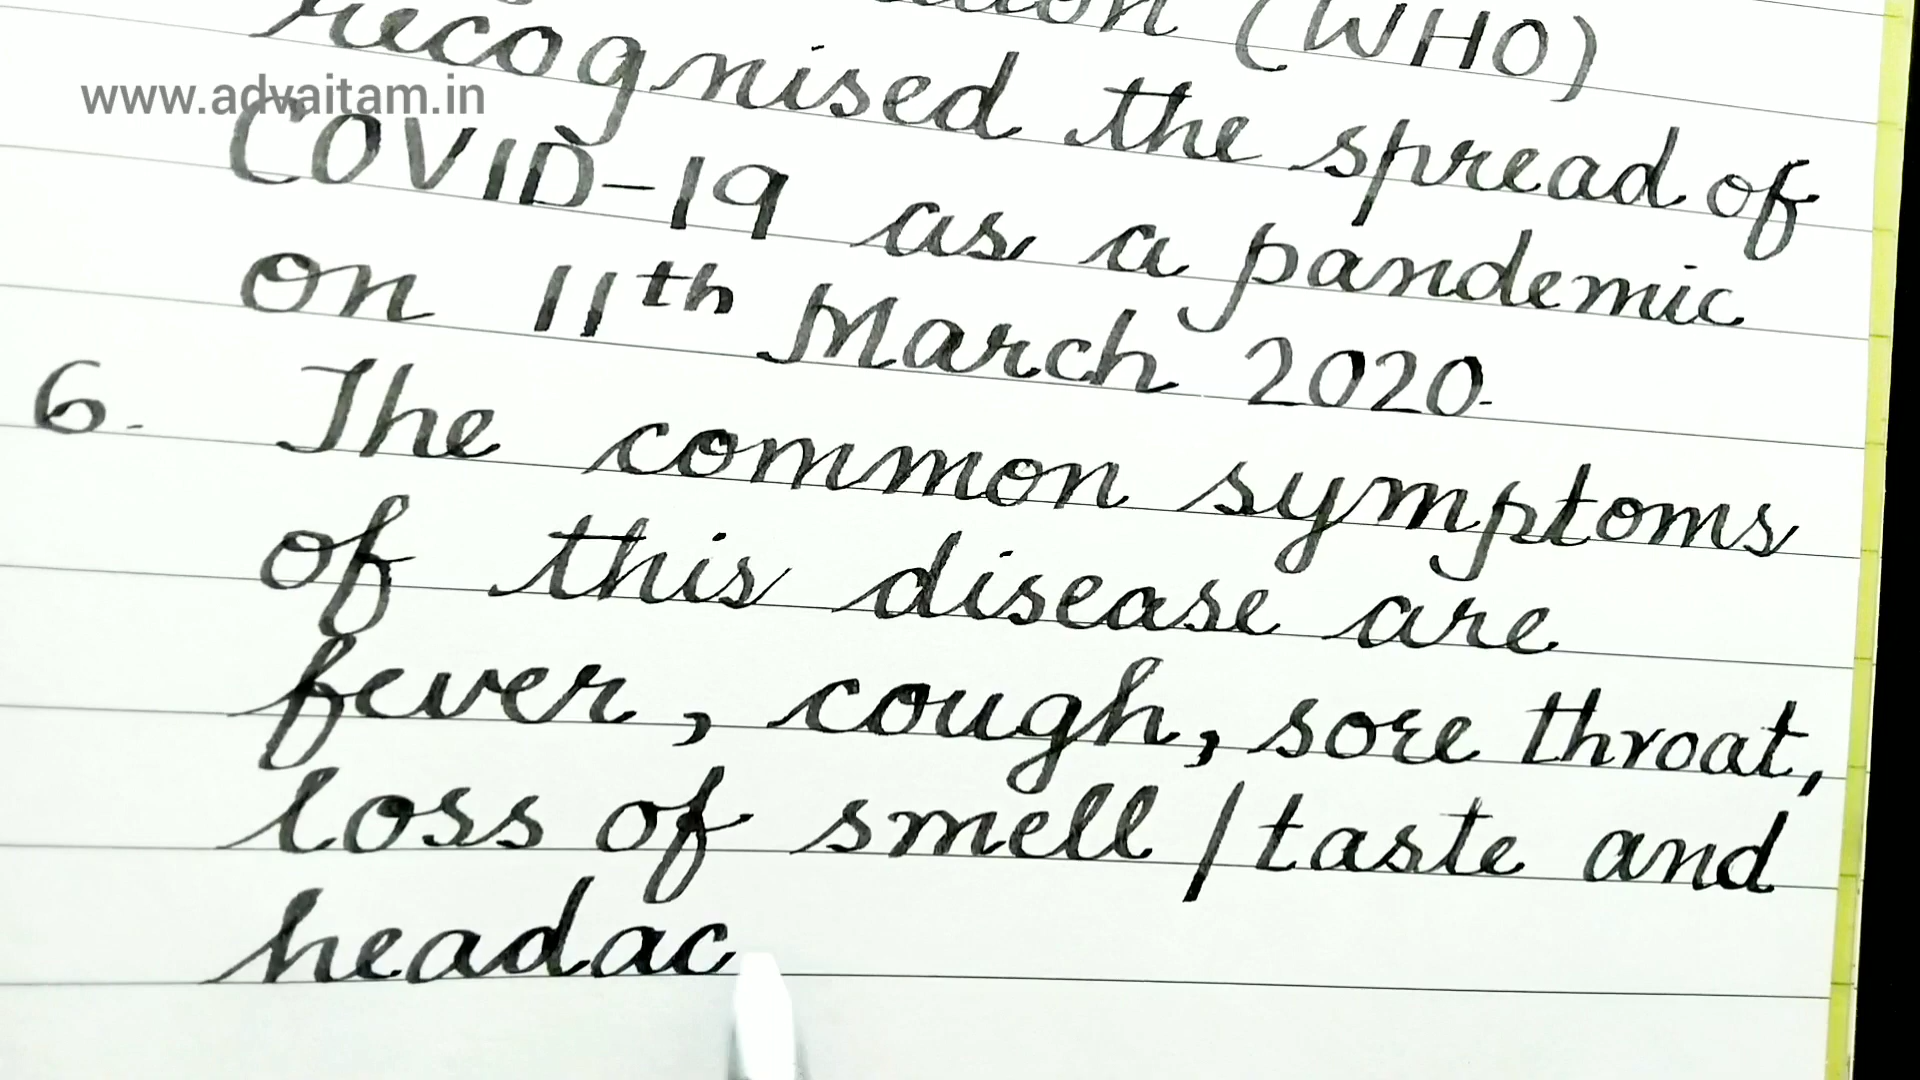 (WHO)
recognised the spread of
www.advaitam.in
COVID-19 as a pandemic
on 11th March 2020.
6. The common symptoms
of this disease are
fever, cough, sore throat,
loss of smell/taste and
headac